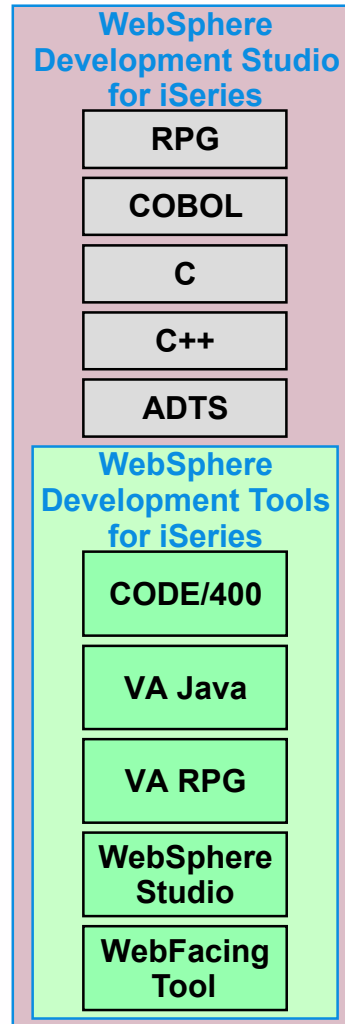 WebSphere
Development Studio
for iSeries
RPG
COBOL
C
C++
ADTS
WebSphere
Development Tools
for iSeries
CODE/400
VA Java
VA RPG
WebSphere
Studio
WebFacing
Tool